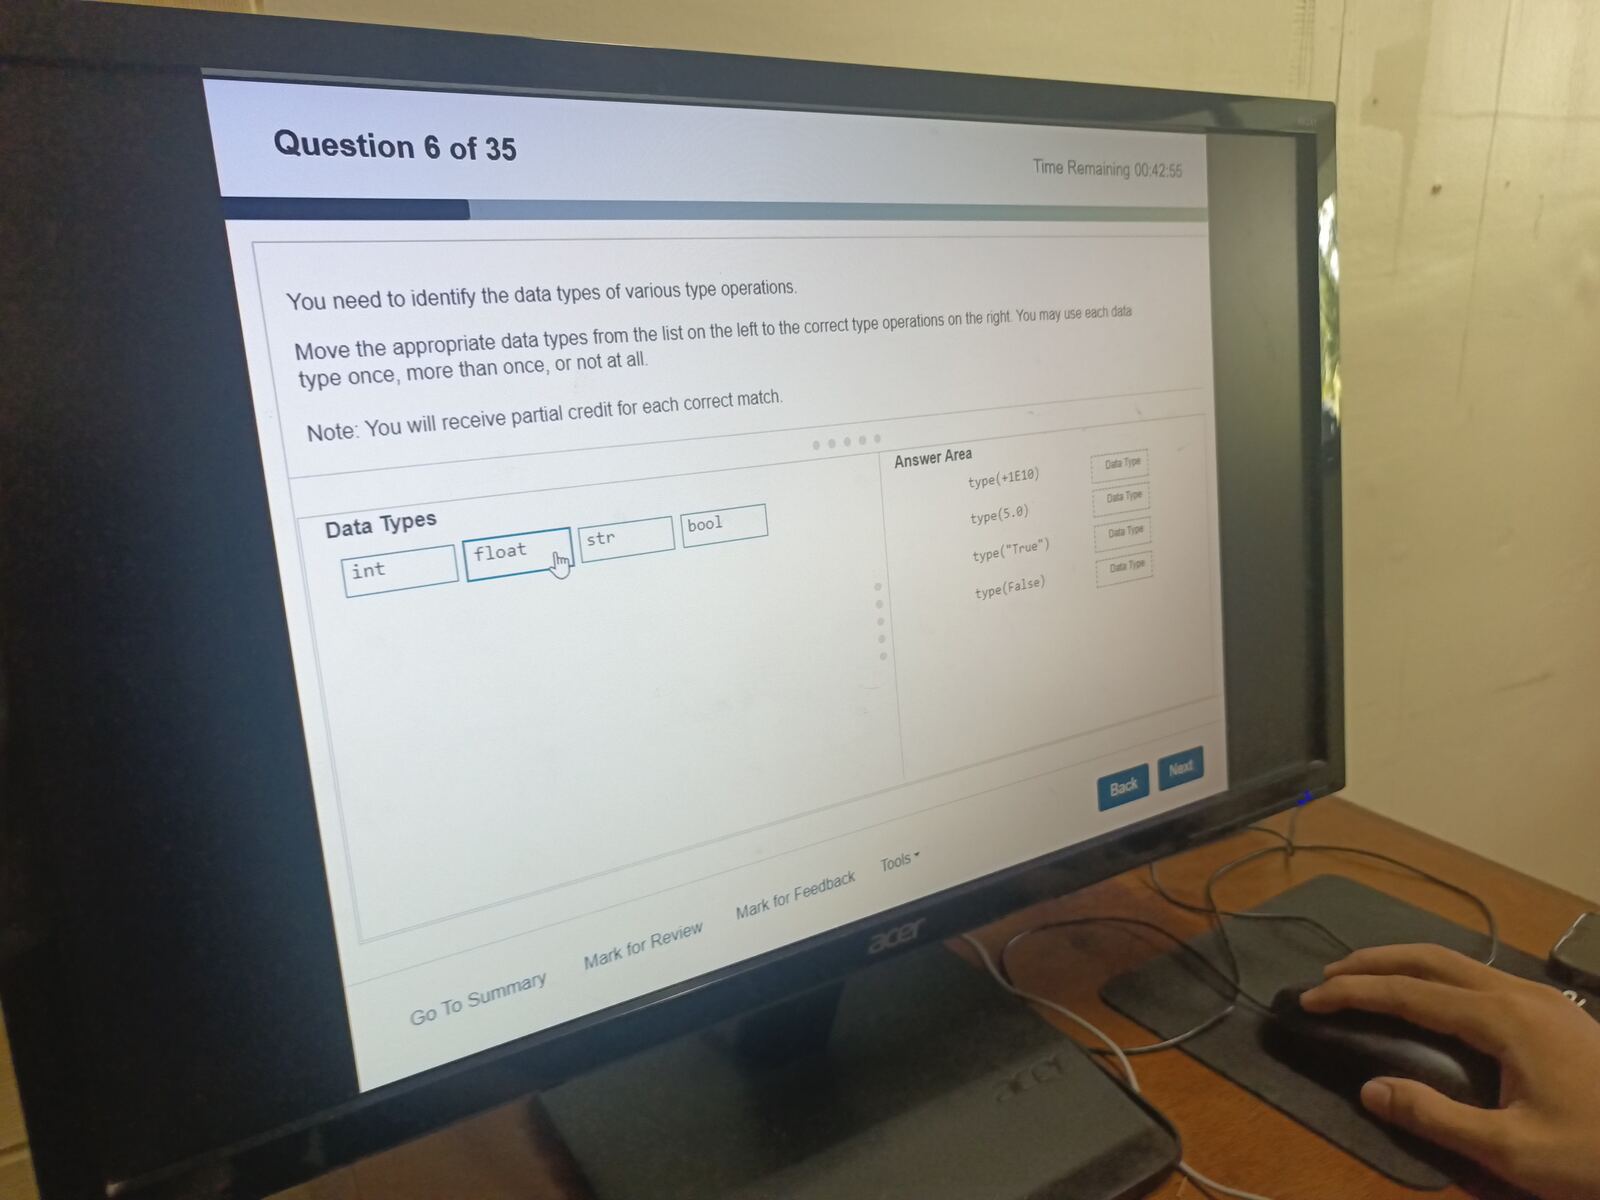 Question 6 of 35
Time Remaining 00:42:55
You need to identify the data types of various type operations.
Move the appropriate data types from the list on the left to the correct type operations on the right. You may use each data
type once, more than once, or not at all.
Note: You will receive partial credit for each correct match.
Data Types
int
float
str
bool
Answer Area
type(+1E10)
Data Type
type(5.0)
Data Type
type("True")
Data Type
type(False)
Data Type
Back
Next
Go To Summary
Mark for Review
Mark for Feedback
Tools
acer
acer